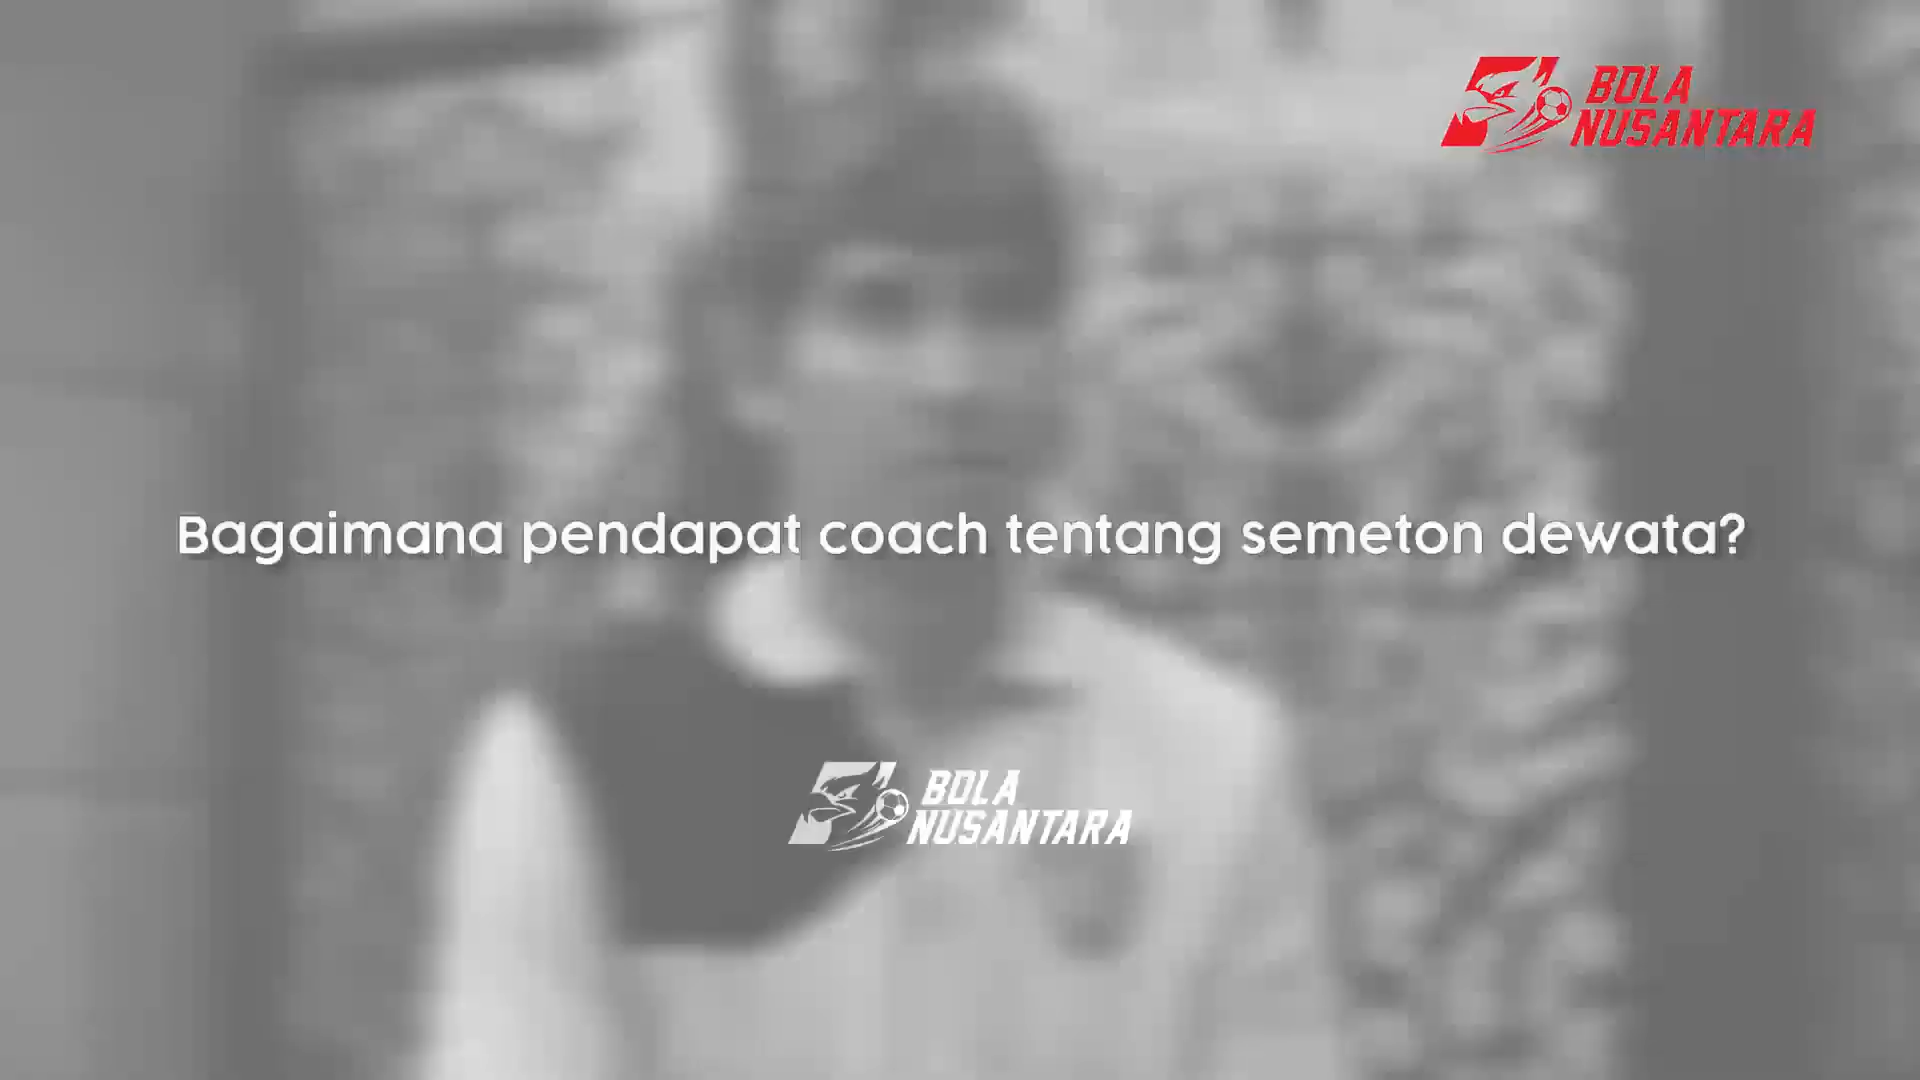 BOLA
NUSANTARA
Bagaimana pendapat coach tentang semeton dewata?
BOLA
NUSANTARA